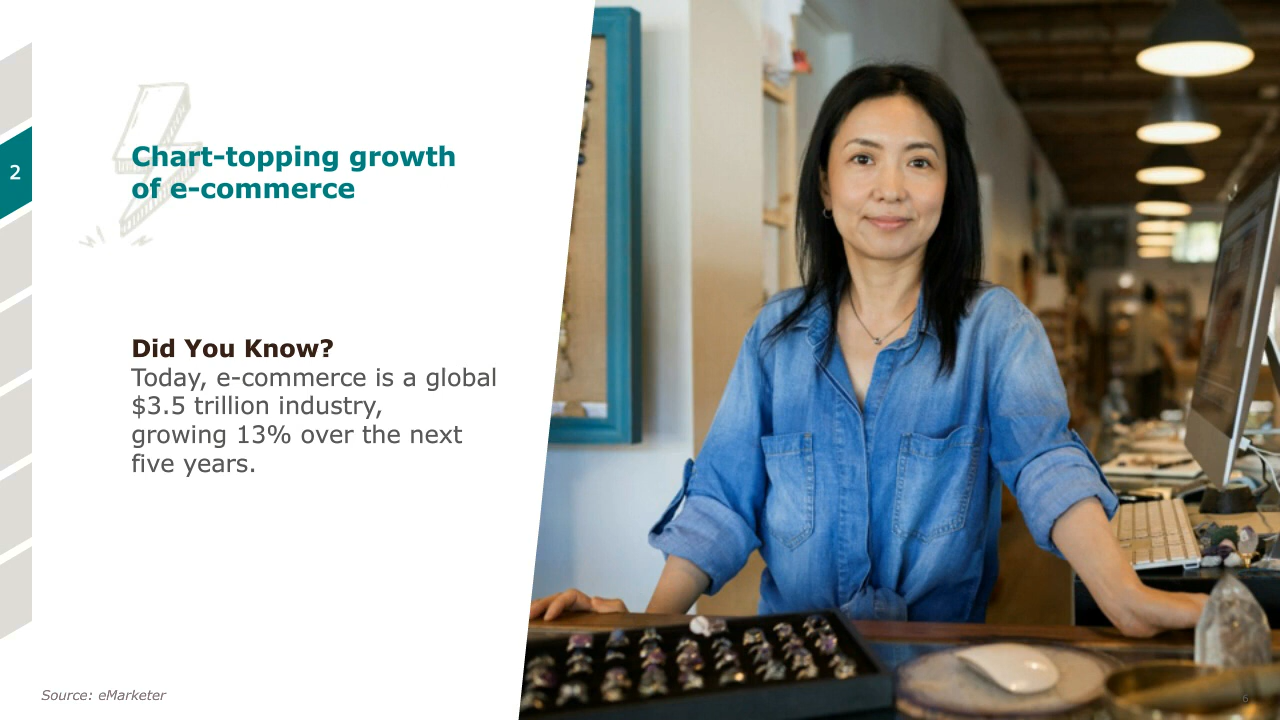 2
Chart-topping growth
of e-commerce
Did You Know?
Today, e-commerce is a global
$3.5 trillion industry,
growing 13% over the next
five years.
Source: eMarketer
6